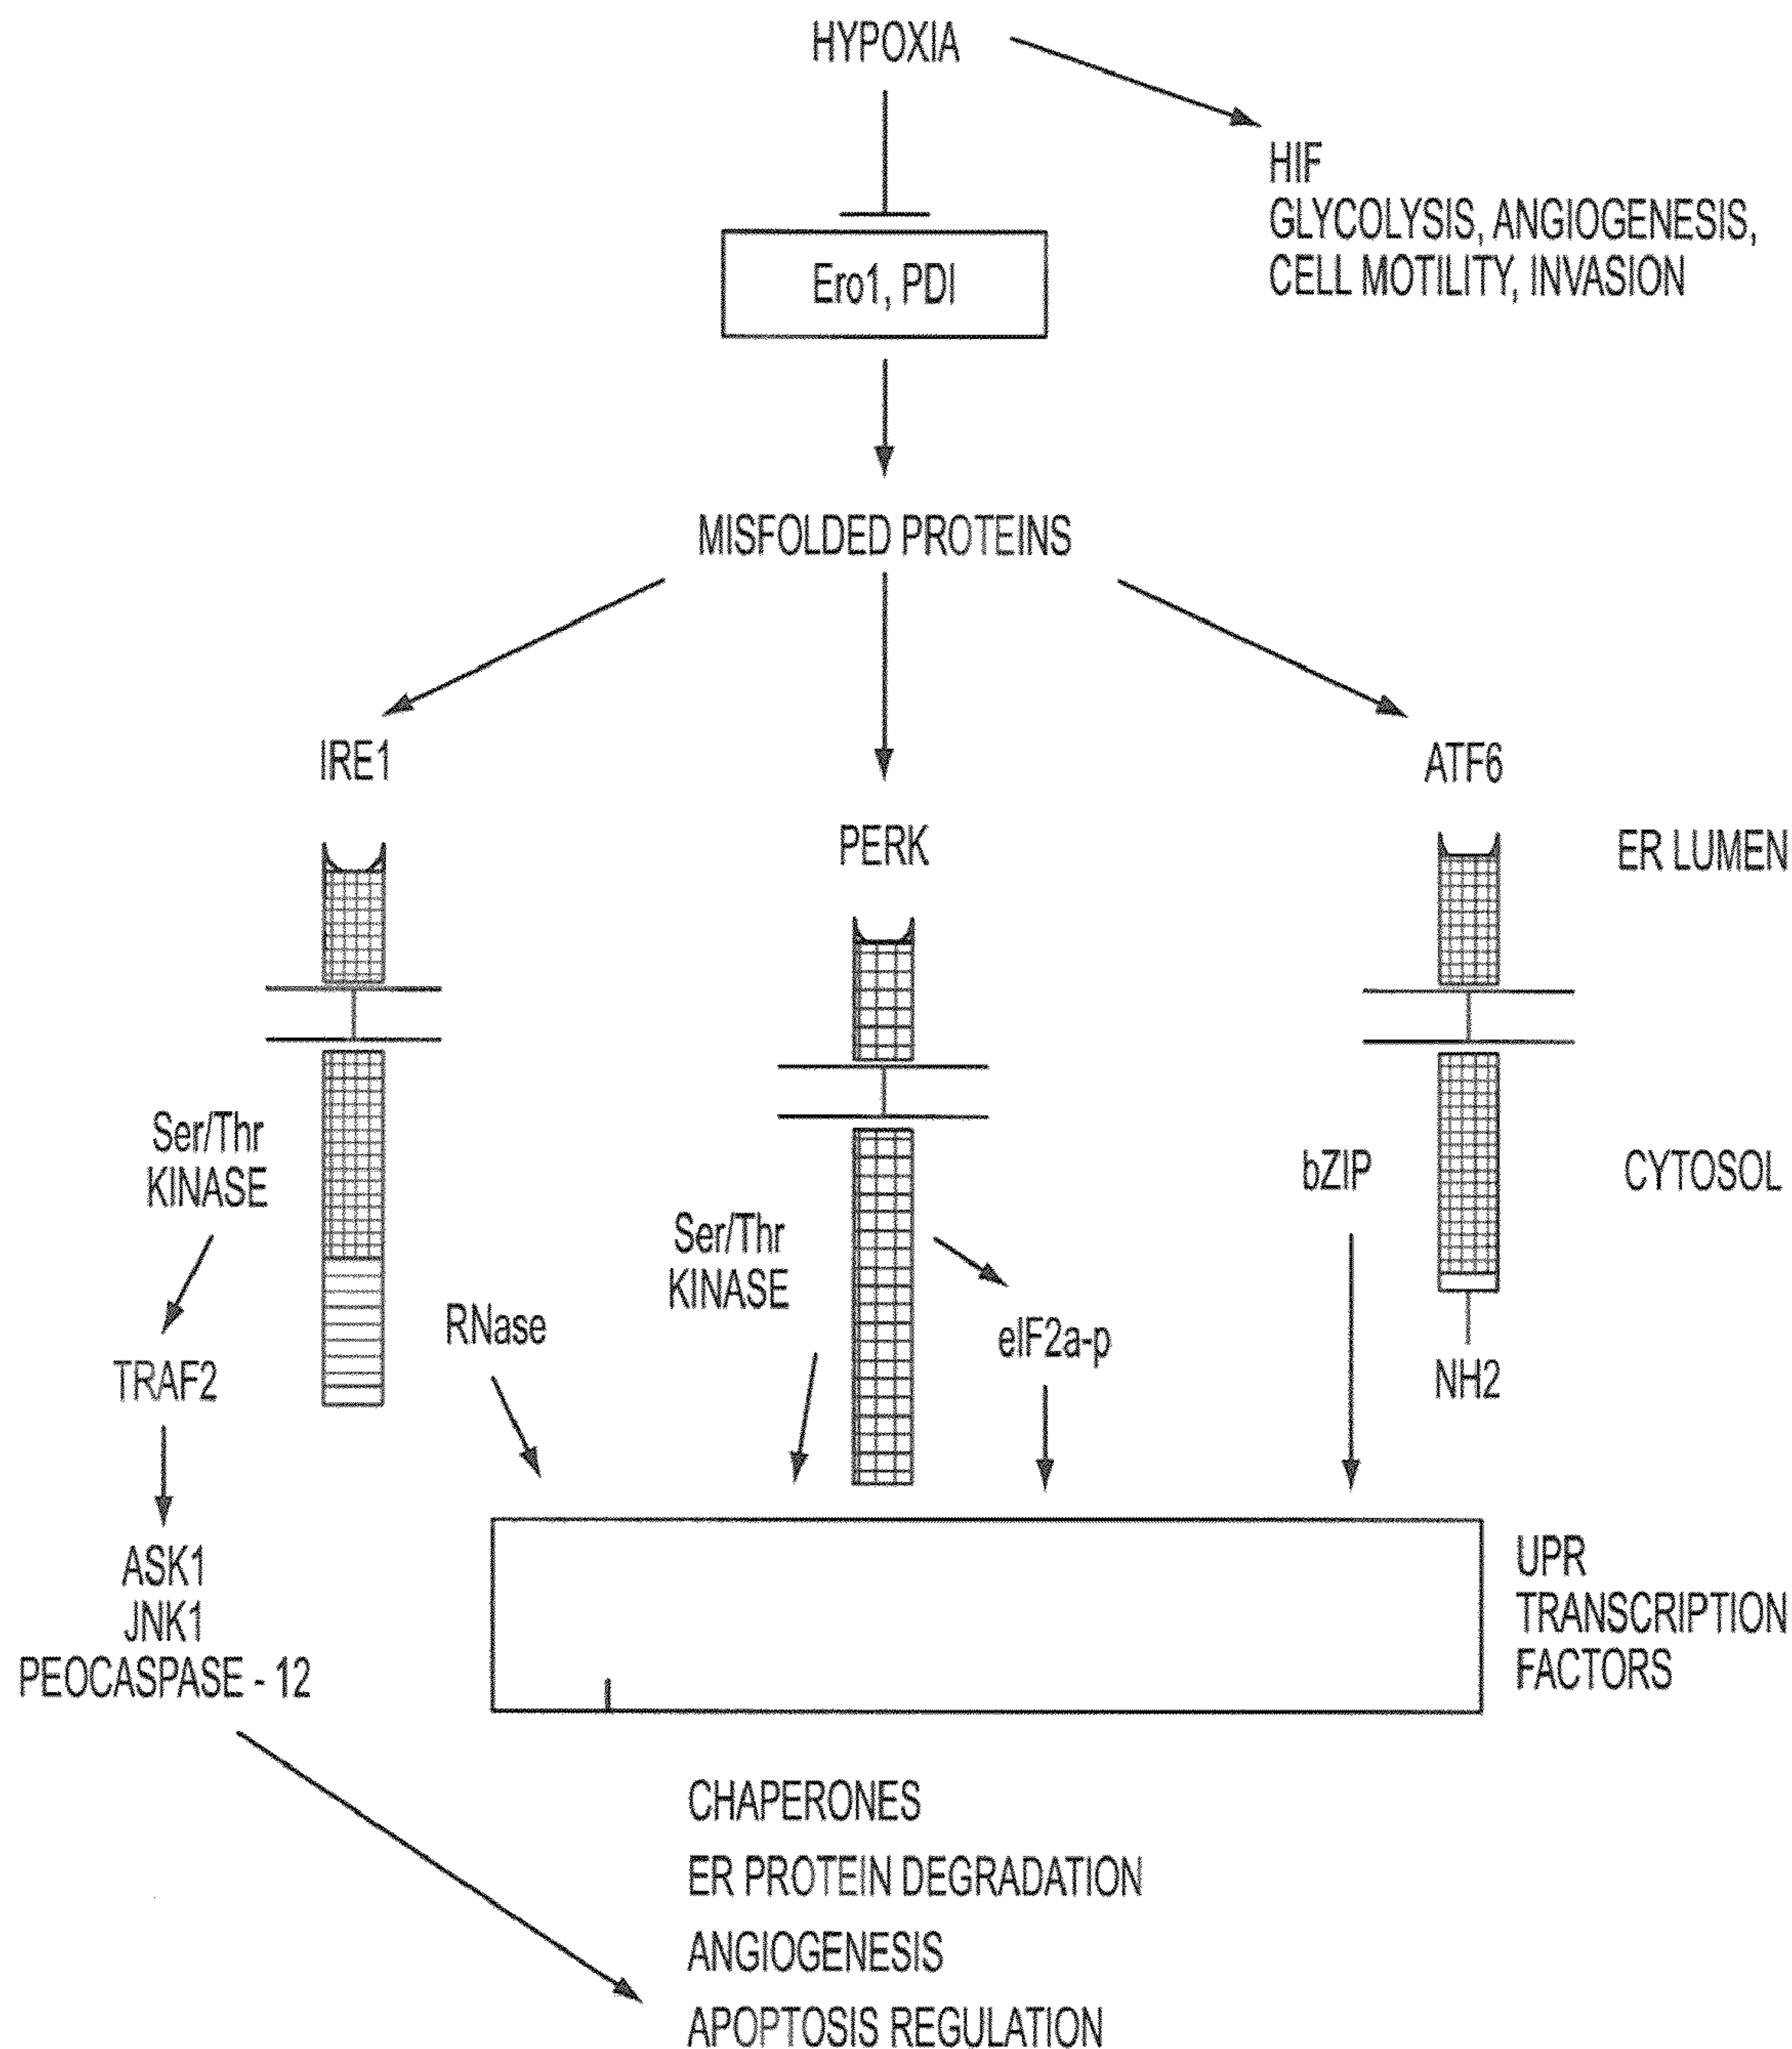 HYPOXIA
HIF
GLYCOLYSIS, ANGIOGENESIS,
CELL MOTILITY, INVASION
Ero1, PDI
MISFOLDED PROTEINS
IRE1
PERK
ATF6
ER LUMEN
Ser/Thr
KINASE
TRAF2
ASK1
JNK1
PEOCASPASE - 12
RNase
Ser/Thr
KINASE
eIF2a-p
bZIP
NH2
CYTOSOL
UPR
TRANSCRIPTION
FACTORS
CHAPERONES
ER PROTEIN DEGRADATION
ANGIOGENESIS
APOPTOSIS REGULATION